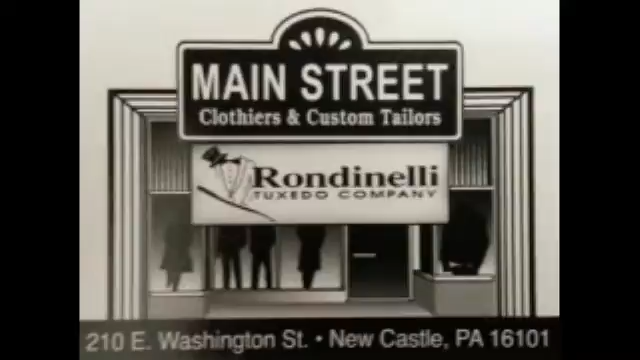 MAIN STREET
Clothiers & Custom Tailors
Rondinelli
TUXEDO COMPANY
210 E. Washington St. • New Castle, PA 16101